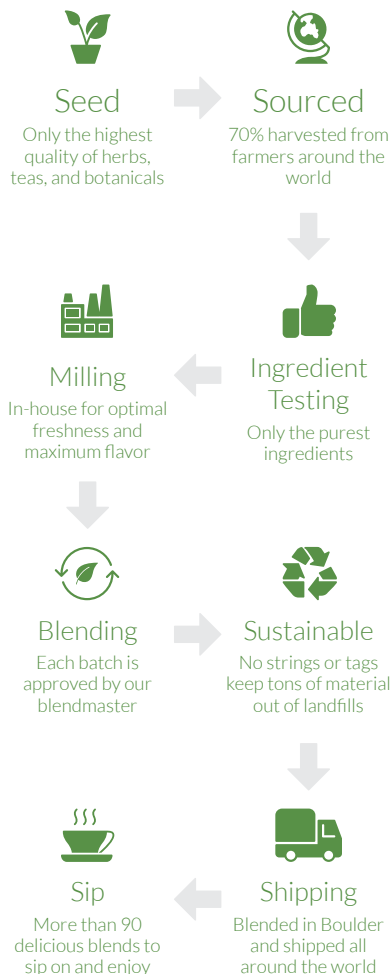 Seed
Only the highest
quality of herbs,
teas, and botanicals
Sourced
70% harvested from
farmers around the
world
Ingredient
Testing
Only the purest
ingredients
Milling
In-house for optimal
freshness and
maximum flavor
Blending
Each batch is
approved by our
blendmaster
Sustainable
No strings or tags
keep tons of material
out of landfills
Shipping
Blended in Boulder
and shipped all
around the world
Sip
More than 90
delicious blends to
sip on and enjoy